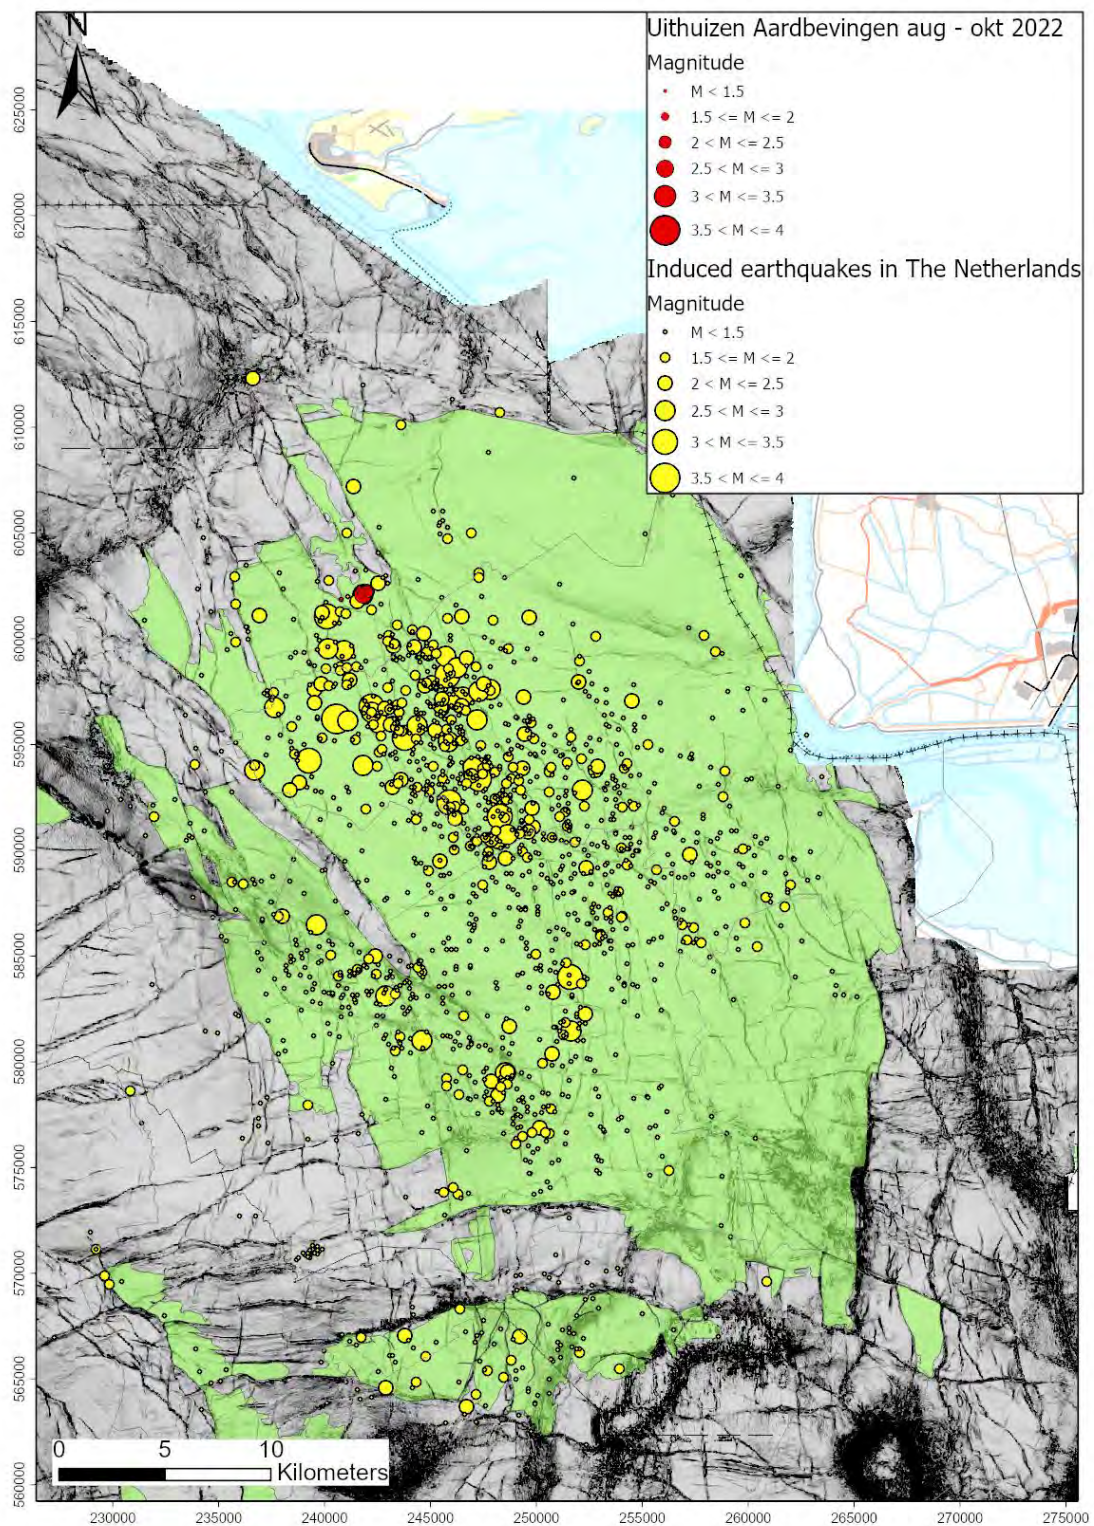 N
Uithuizen Aardbevingen aug - okt 2022
Magnitude
M < 1.5
1.5 <= M <= 2
2 < M <= 2.5
2.5 < M <= 3
3 < M <= 3.5
3.5 < M <= 4
Induced earthquakes in The Netherlands
Magnitude
M < 1.5
1.5 <= M <= 2
2 < M <= 2.5
2.5 < M <= 3
3 < M <= 3.5
3.5 < M <= 4
625000
620000
615000
610000
605000
600000
595000
590000
585000
580000
575000
570000
565000
560000
0 5 10
Kilometers
230000 235000 240000 245000 250000 255000 260000 265000 270000 275000